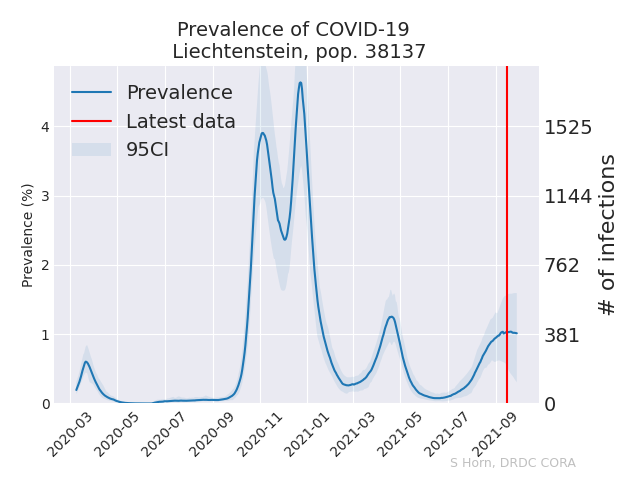 Prevalence of COVID-19
Liechtenstein, pop. 38137
Prevalence
Latest data
95CI
Prevalence (%)
4
3
2
1
0
1525
1144
762
381
0
# of infections
2020-03
2020-05
2020-07
2020-09
2020-11
2021-01
2021-03
2021-05
2021-07
2021-09
S Horn, DRDC CORA